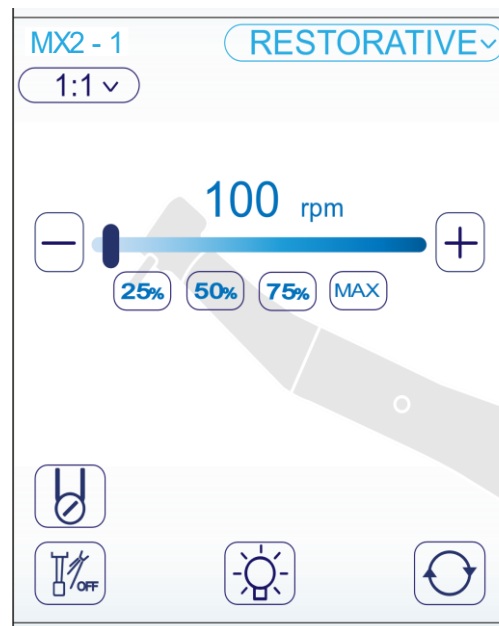 MX2 - 1 RESTORATIVE
1:1
100 rpm
25% 50% 75% MAX
OFF